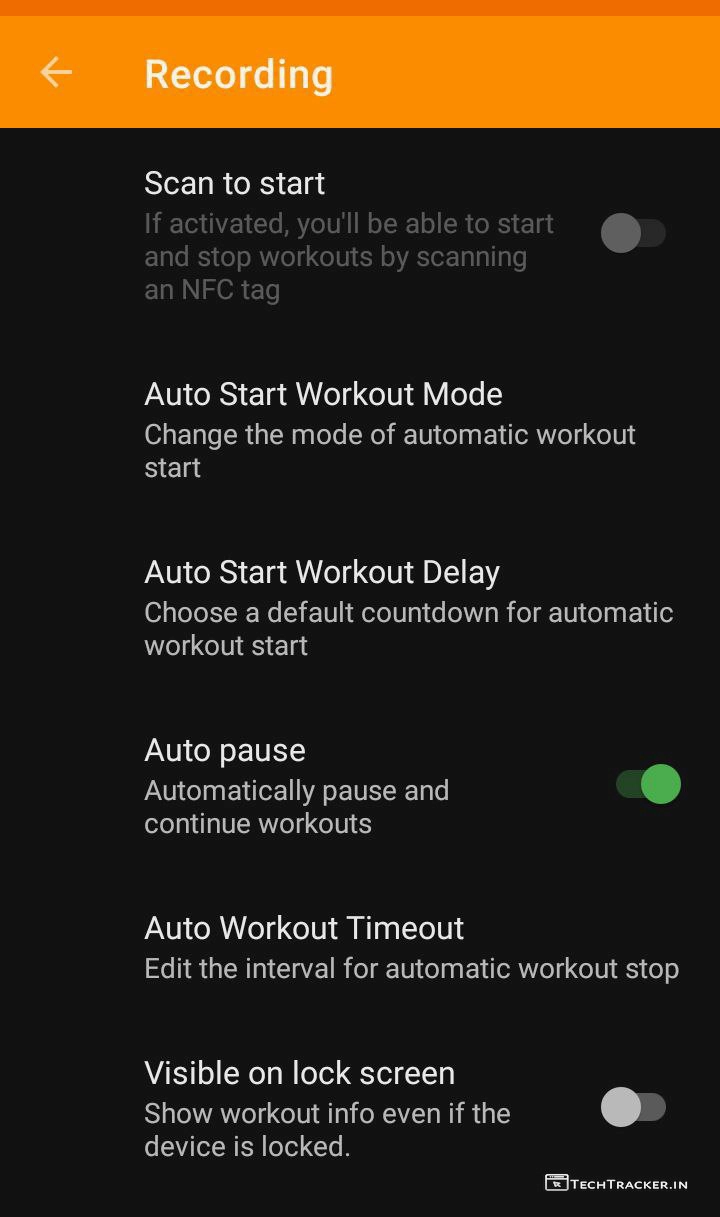 Recording
Scan to start
If activated, you'll be able to start
and stop workouts by scanning
an NFC tag
Auto Start Workout Mode
Change the mode of automatic workout
start
Auto Start Workout Delay
Choose a default countdown for automatic
workout start
Auto pause
Automatically pause and
continue workouts
Auto Workout Timeout
Edit the interval for automatic workout stop
Visible on lock screen
Show workout info even if the
device is locked.
TECHTRACKER.IN